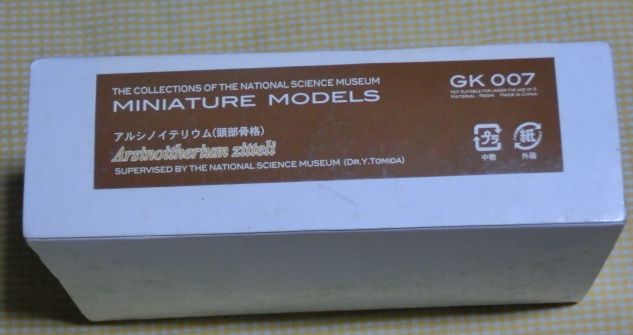 THE COLLECTIONS OF THE NATIONAL SCIENCE MUSEUM
MINIATURE MODELS
アルシノイテリウム(頭部骨格)
Arsinoitherium zitteli
SUPERVISED BY THE NATIONAL SCIENCE MUSEUM (DR.Y.TOMIDA)
GK 007
NOT SUITABLE FOR UNDER THE AGE OF 5
MATERIAL : RESIN MADE IN CHINA
プラ 紙
中敷 外箱